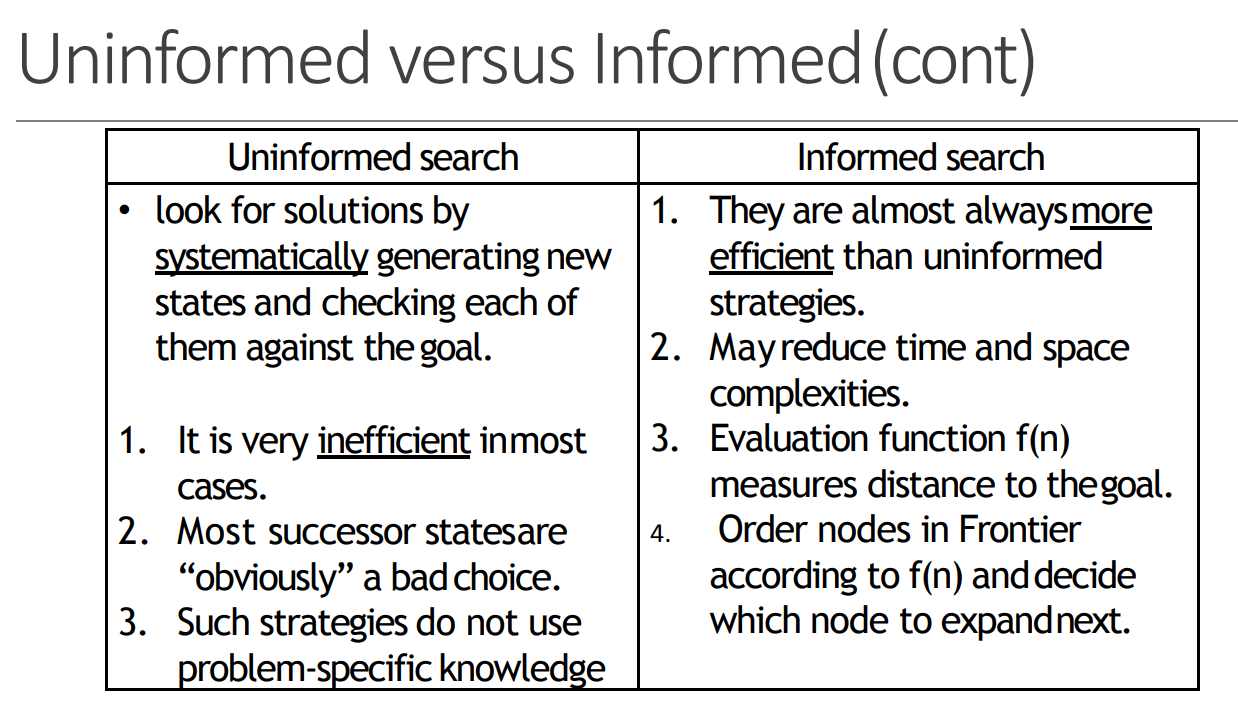 Uninformed versus Informed (cont)
Uninformed search
• look for solutions by
systematically generating new
states and checking each of
them against the goal.
1. It is very inefficient in most
cases.
2. Most successor states are
“obviously” a bad choice.
3. Such strategies do not use
problem-specific knowledge
Informed search
1. They are almost always more
efficient than uninformed
strategies.
2. May reduce time and space
complexities.
3. Evaluation function f(n)
measures distance to the goal.
4. Order nodes in Frontier
according to f(n) and decide
which node to expand next.